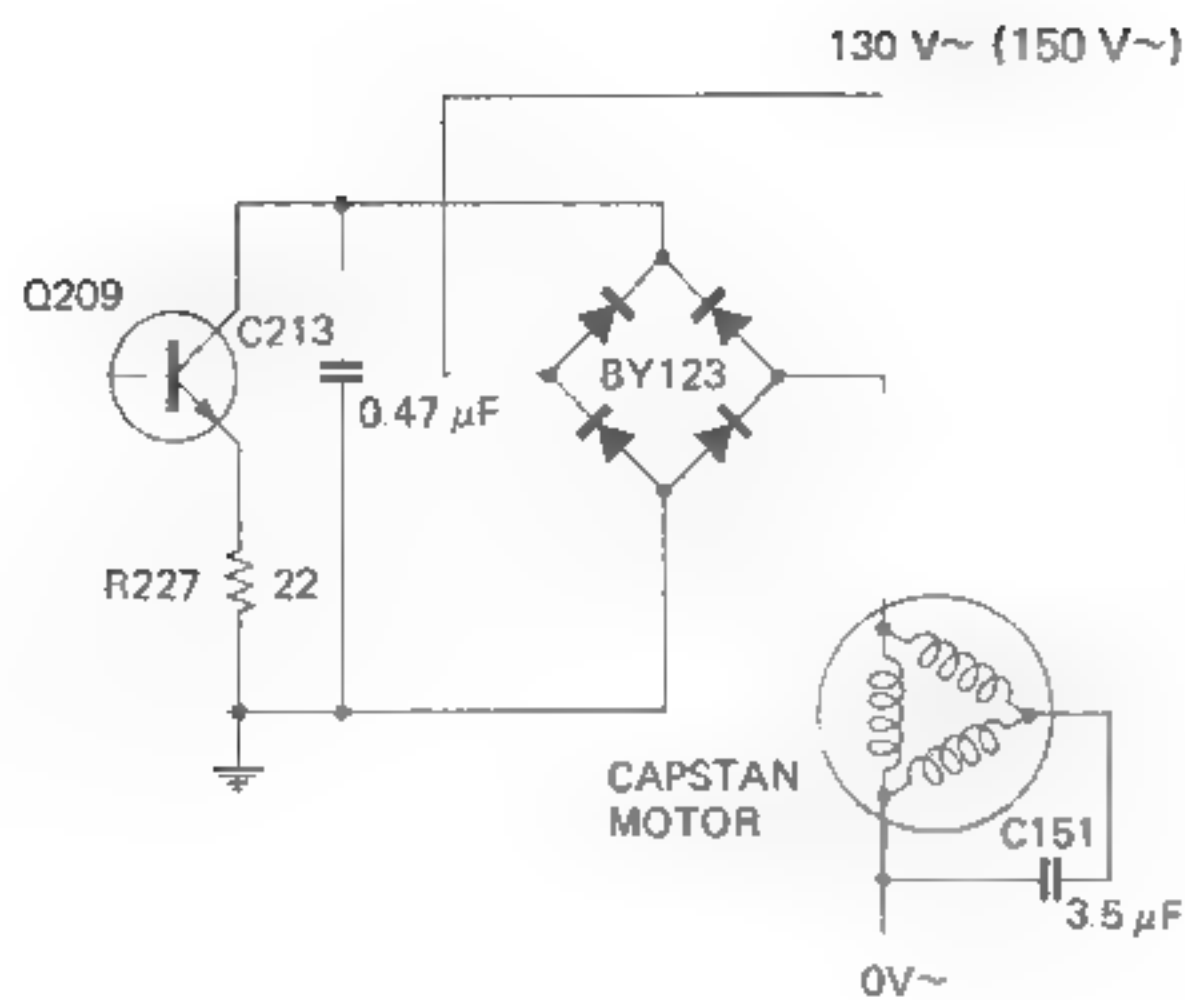 130 V~ (150 V~)
Q209
C213
BY123
0.47 µF
R227 22
CAPSTAN
MOTOR
C151
3.5 µF
0V~